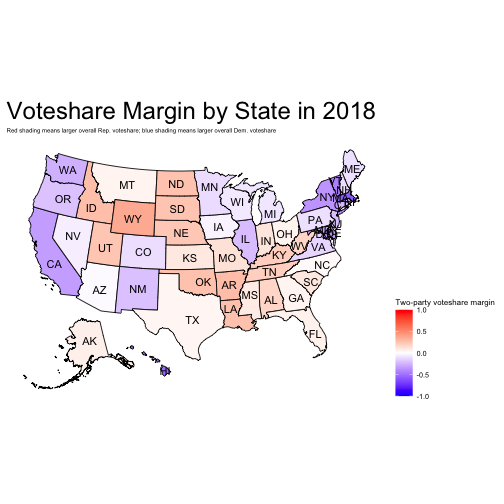 Voteshare Margin by State in 2018
Red shading means larger overall Rep. voteshare; blue shading means larger overall Dem. voteshare
ME
WA MT ND MN
OR ID SD WI MI NY
WY
NV UT NE IA PA
CA CO IL IN OH
KS MO KY WV VA
AZ NM OK AR TN NC
SC
TX LA MS AL GA
AK FL
Two-party voteshare margin
1.0
0.5
0.0
-0.5
-1.0